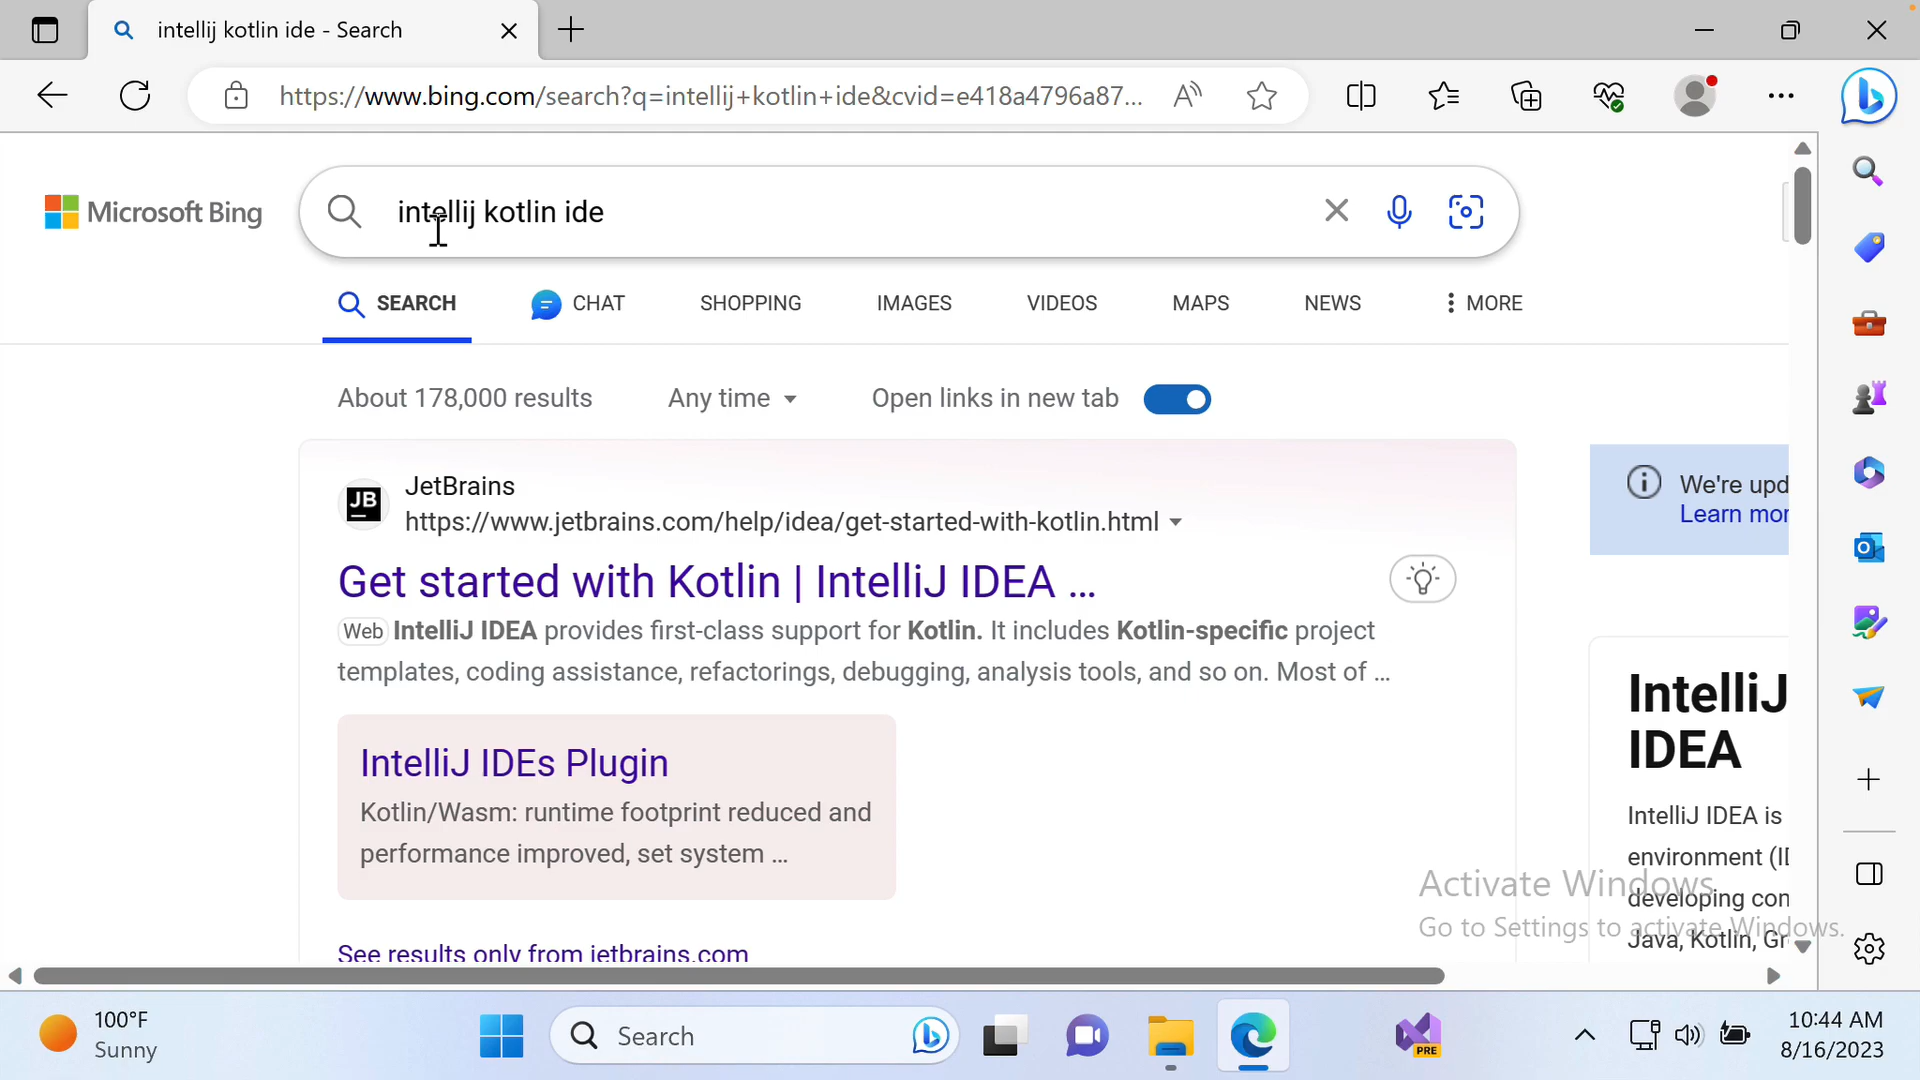 intellij kotlin ide - Search
https://www.bing.com/search?q=intellij+kotlin+ide&cvid=e418a4796a87...
Microsoft Bing
intellij kotlin ide
SEARCH
CHAT
SHOPPING
IMAGES
VIDEOS
MAPS
NEWS
MORE
About 178,000 results
Any time
Open links in new tab
JB
JetBrains
https://www.jetbrains.com/help/idea/get-started-with-kotlin.html
Get started with Kotlin | IntelliJ IDEA ...
Web IntelliJ IDEA provides first-class support for Kotlin. It includes Kotlin-specific project
templates, coding assistance, refactorings, debugging, analysis tools, and so on. Most of ...
IntelliJ IDEs Plugin
Kotlin/Wasm: runtime footprint reduced and
performance improved, set system ...
See results only from jetbrains.com
We're upd
Learn mor
IntelliJ
IDEA
IntelliJ IDEA is
environment (II
developing con
Java, Kotlin, Gr
Activate Windows
Go to Settings to activate Windows.
100°F
Sunny
Search
PRE
10:44 AM
8/16/2023